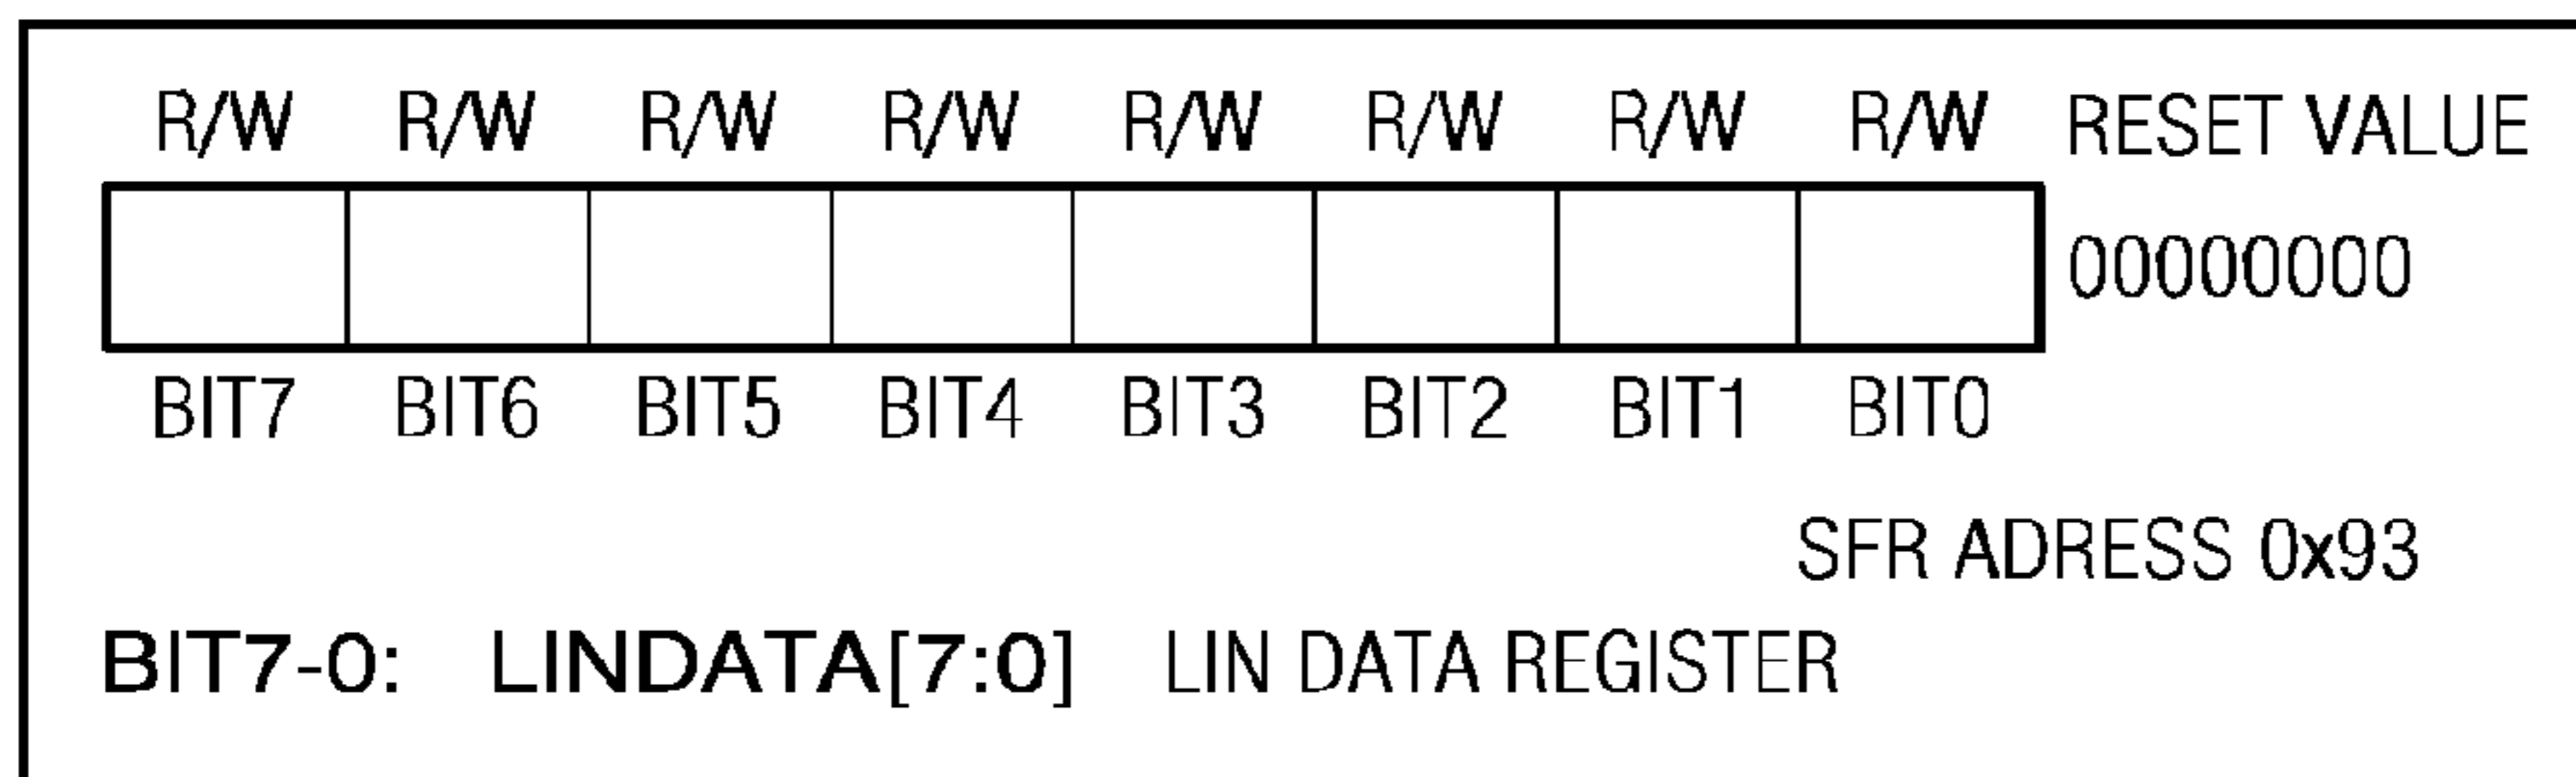 R/W R/W R/W R/W R/W R/W R/W R/W RESET VALUE
00000000
BIT7 BIT6 BIT5 BIT4 BIT3 BIT2 BIT1 BIT0
SFR ADRESS 0x93
BIT7-0: LINDATA[7:0] LIN DATA REGISTER